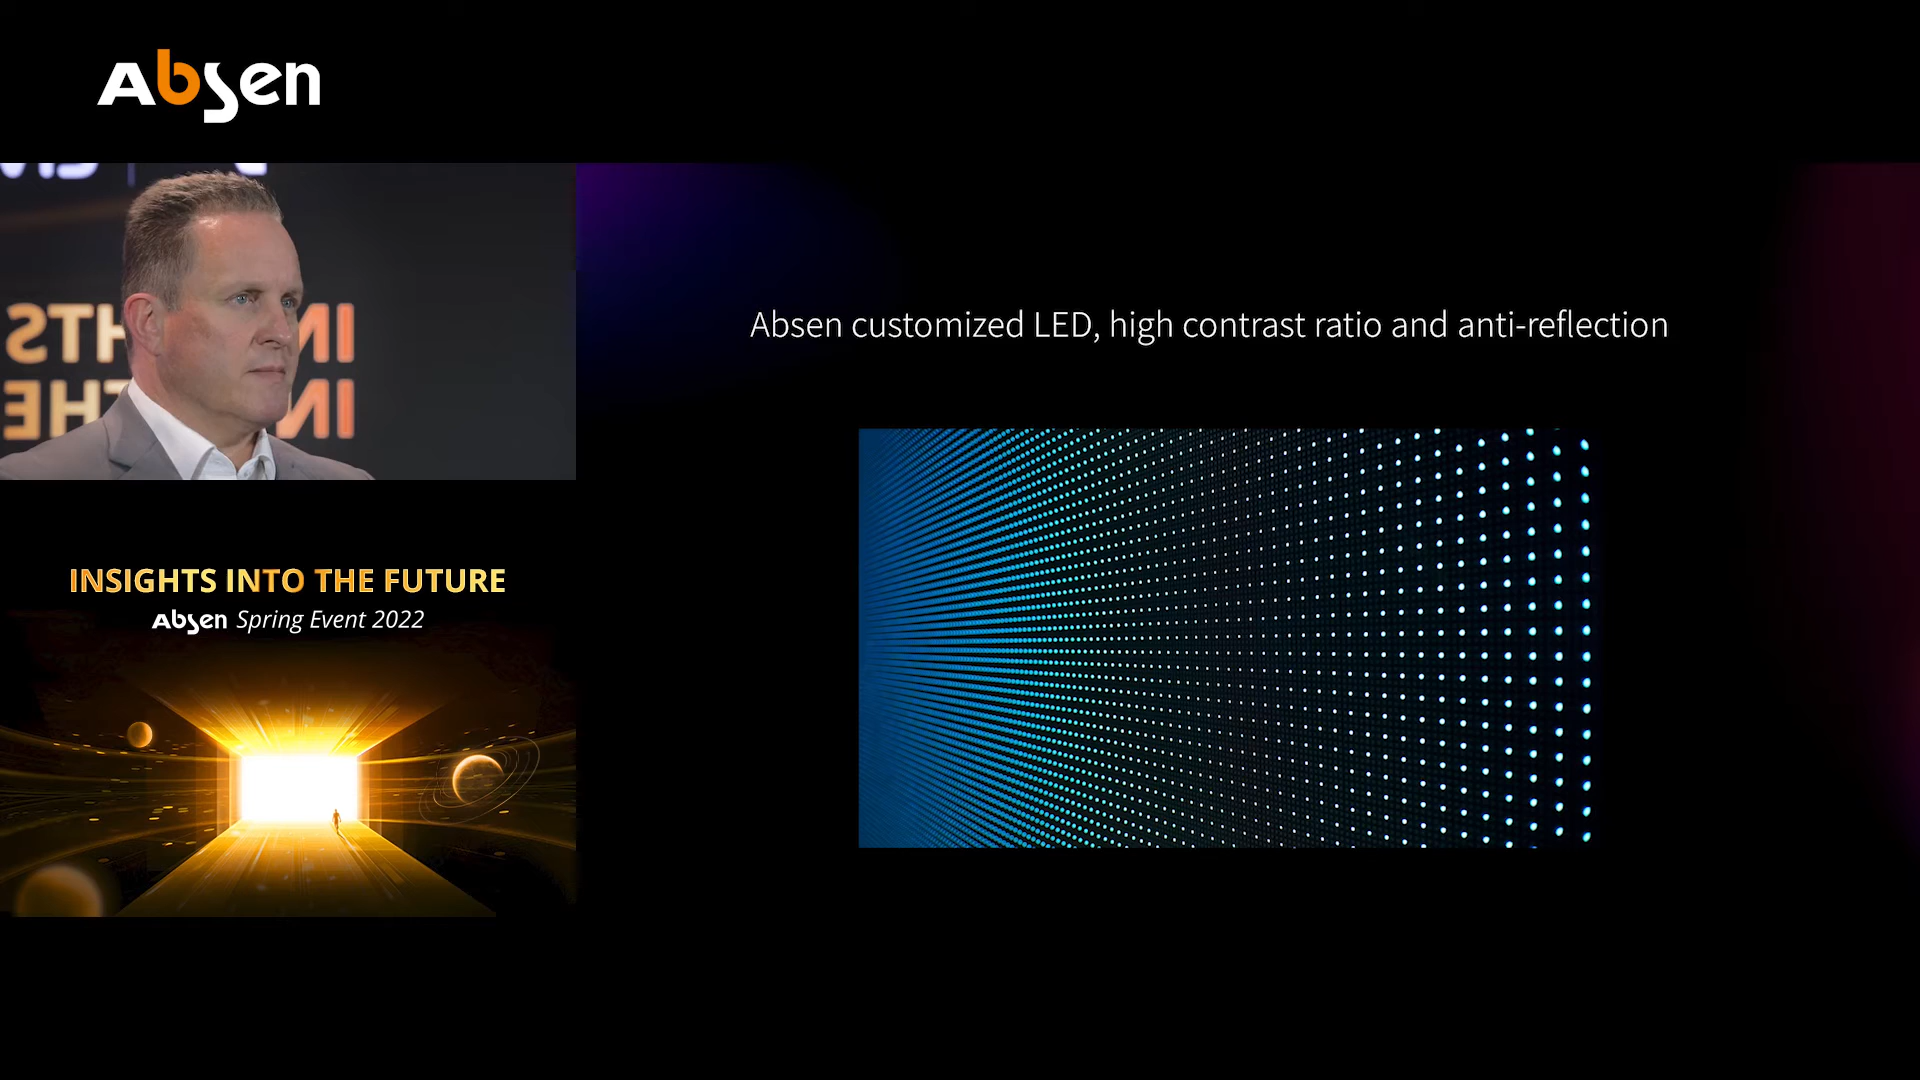 Absen
INSIGHTS INTO THE FUTURE
Absen Spring Event 2022
Absen customized LED, high contrast ratio and anti-reflection